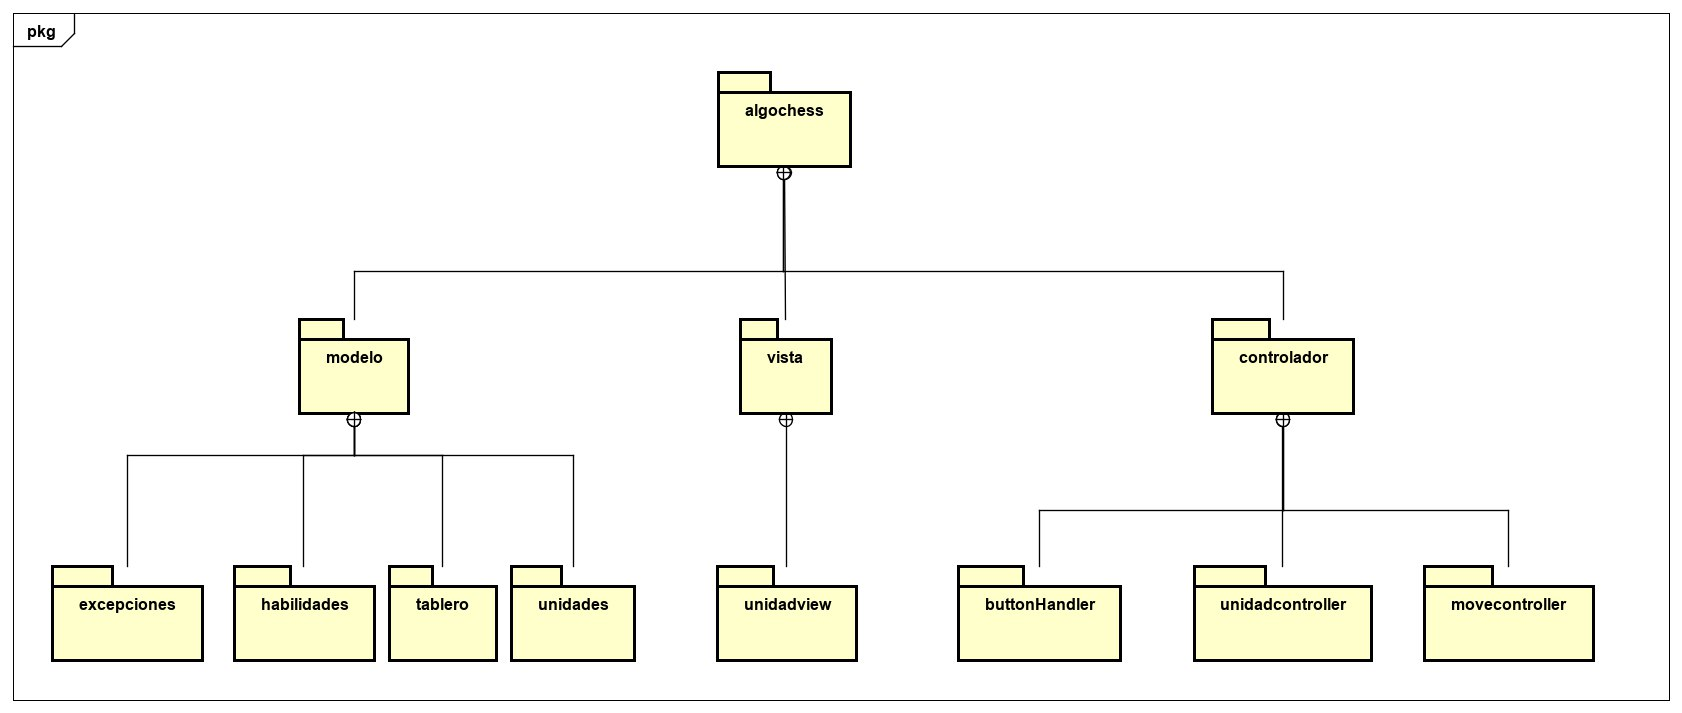 pkg
algochess
modelo
vista
controlador
excepciones
habilidades
tablero
unidades
unidadview
buttonHandler
unidadcontroller
movecontroller